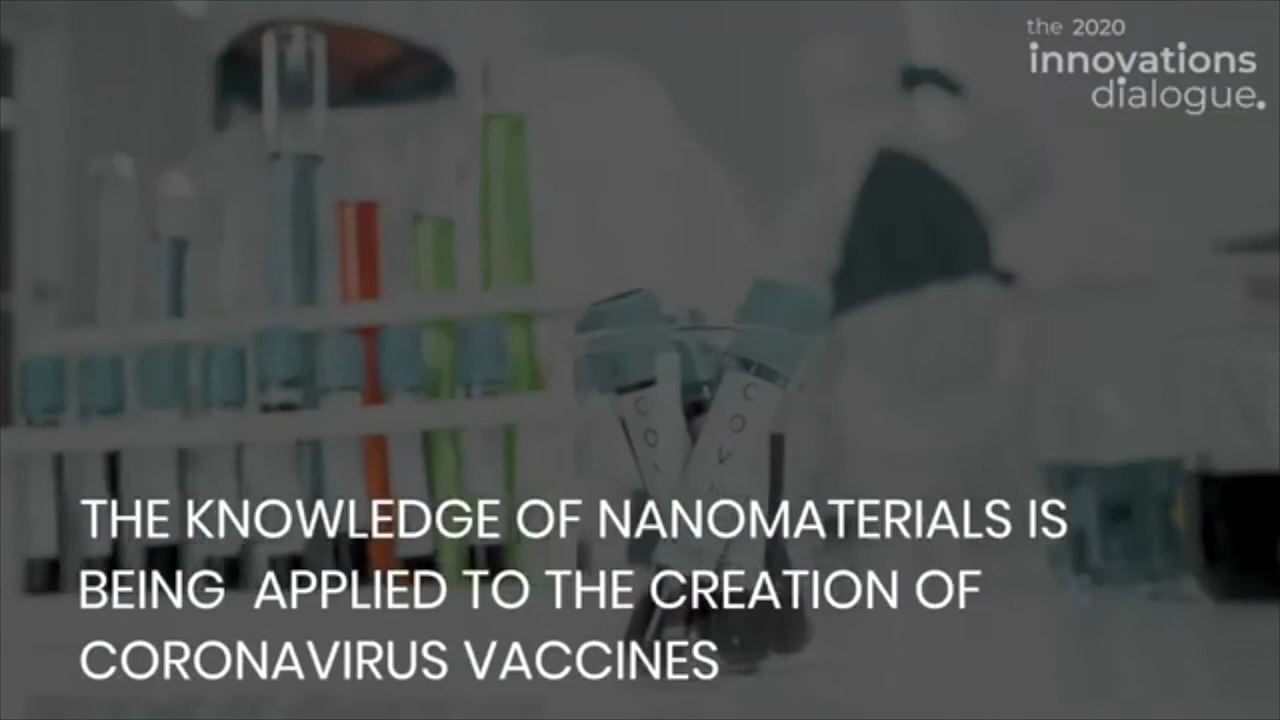 the 2020
innovations
dialogue.
THE KNOWLEDGE OF NANOMATERIALS IS
BEING APPLIED TO THE CREATION OF
CORONAVIRUS VACCINES